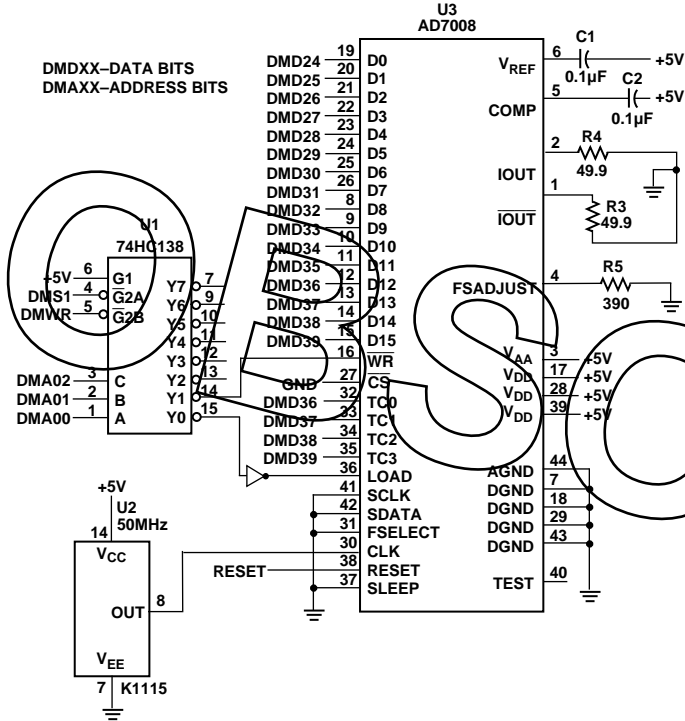 U3
AD7008
DMDXX–DATA BITS
DMAXX–ADDRESS BITS
DMD24 19 D0
DMD25 20 D1
DMD26 21 D2
DMD27 22 D3
DMD28 23 D4
DMD29 24 D5
DMD30 25 D6
DMD31 26 D7
DMD32 8 D8
DMD33 9 D9
DMD34 10 D10
DMD35 11 D11
DMD36 12 D12
DMD37 13 D13
DMD38 14 D14
DMD39 15 D15
16 WR
GND 27 CS
DMD36 32 TC0
DMD37 33 TC1
DMD38 34 TC2
DMD39 35 TC3
36 LOAD
41 SCLK
42 SDATA
31 FSELECT
30 CLK
RESET 38 RESET
37 SLEEP
VREF 6 C1 0.1µF +5V
COMP 5 C2 0.1µF +5V
IOUT 2 R4 49.9
IOUT 1 R3 49.9
FSADJUST 4 R5 390
VAA 3 +5V
VDD 17 +5V
VDD 28 +5V
VDD 39 +5V
AGND 44
DGND 7
DGND 18
DGND 29
DGND 43
TEST 40
U1
74HC138
+5V 6 G1
DMS1 4 G2A
DMWR 5 G2B
DMA02 3 C
DMA01 2 B
DMA00 1 A
Y7 7
Y6 9
Y5 10
Y4 11
Y3 12
Y2 13
Y1 14
Y0 15
+5V
U2
50MHz
14
VCC
OUT 8
VEE
7 K1115
OBSO